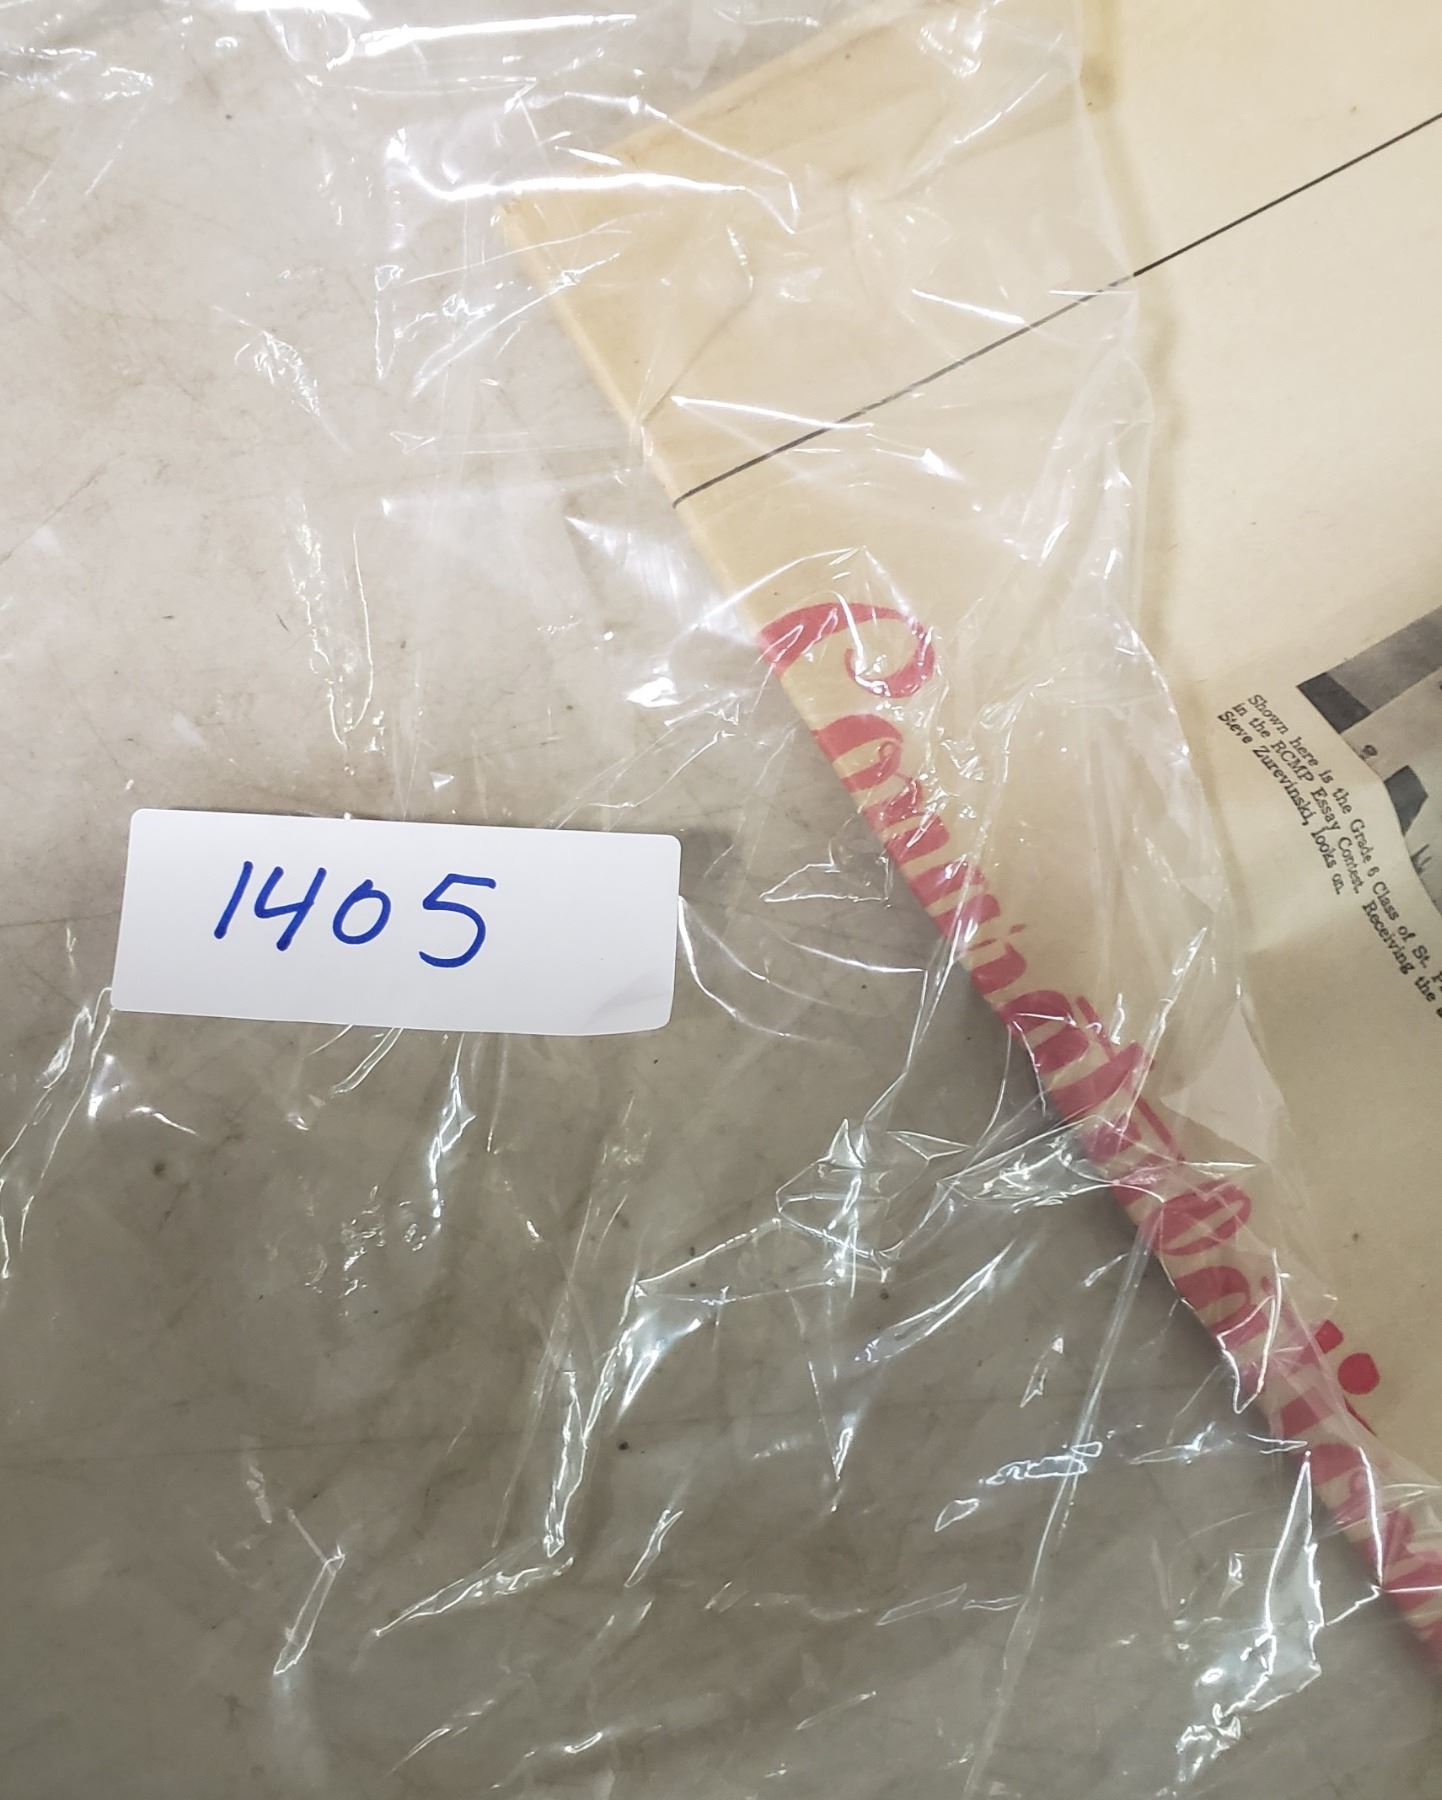 1405
Shown here is the Grade 6 Class of St.
in the RCMP Essay Contest. Receiving the
Steve Zurevinski, looks on.